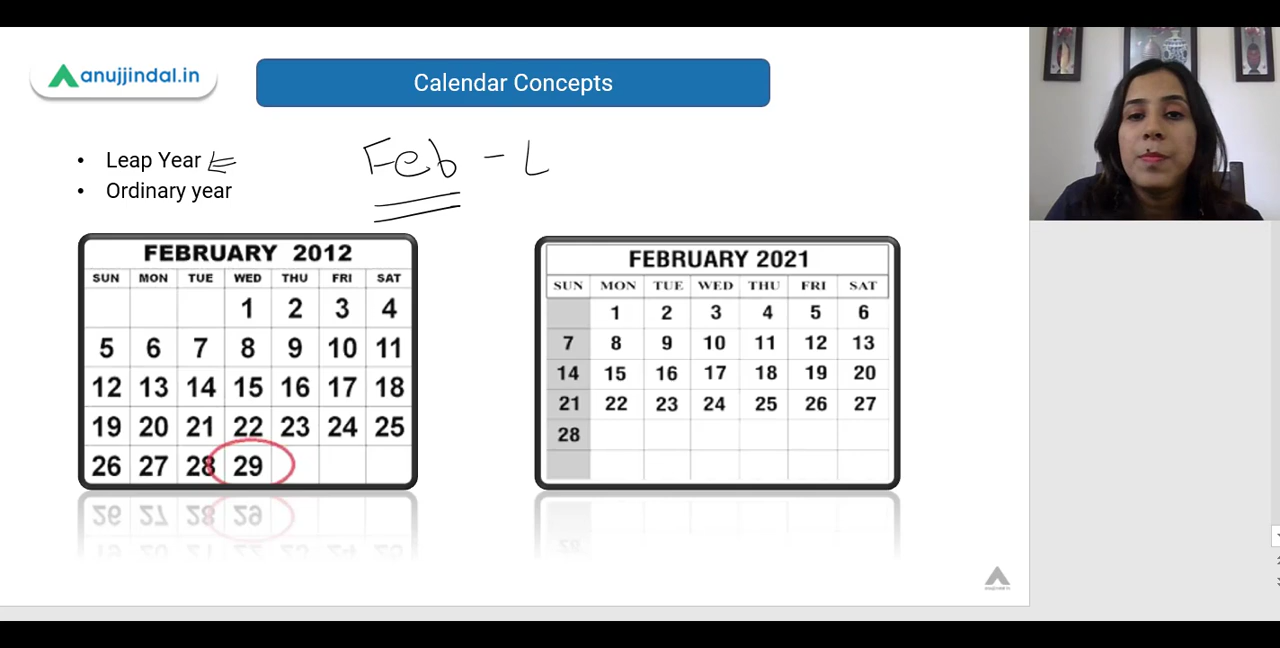 anujjindal.in
Calendar Concepts
• Leap Year
• Ordinary year
Feb - L
FEBRUARY 2012
SUN MON TUE WED THU FRI SAT
1 2 3 4
5 6 7 8 9 10 11
12 13 14 15 16 17 18
19 20 21 22 23 24 25
26 27 28 29
FEBRUARY 2021
SUN MON TUE WED THU FRI SAT
1 2 3 4 5 6
7 8 9 10 11 12 13
14 15 16 17 18 19 20
21 22 23 24 25 26 27
28